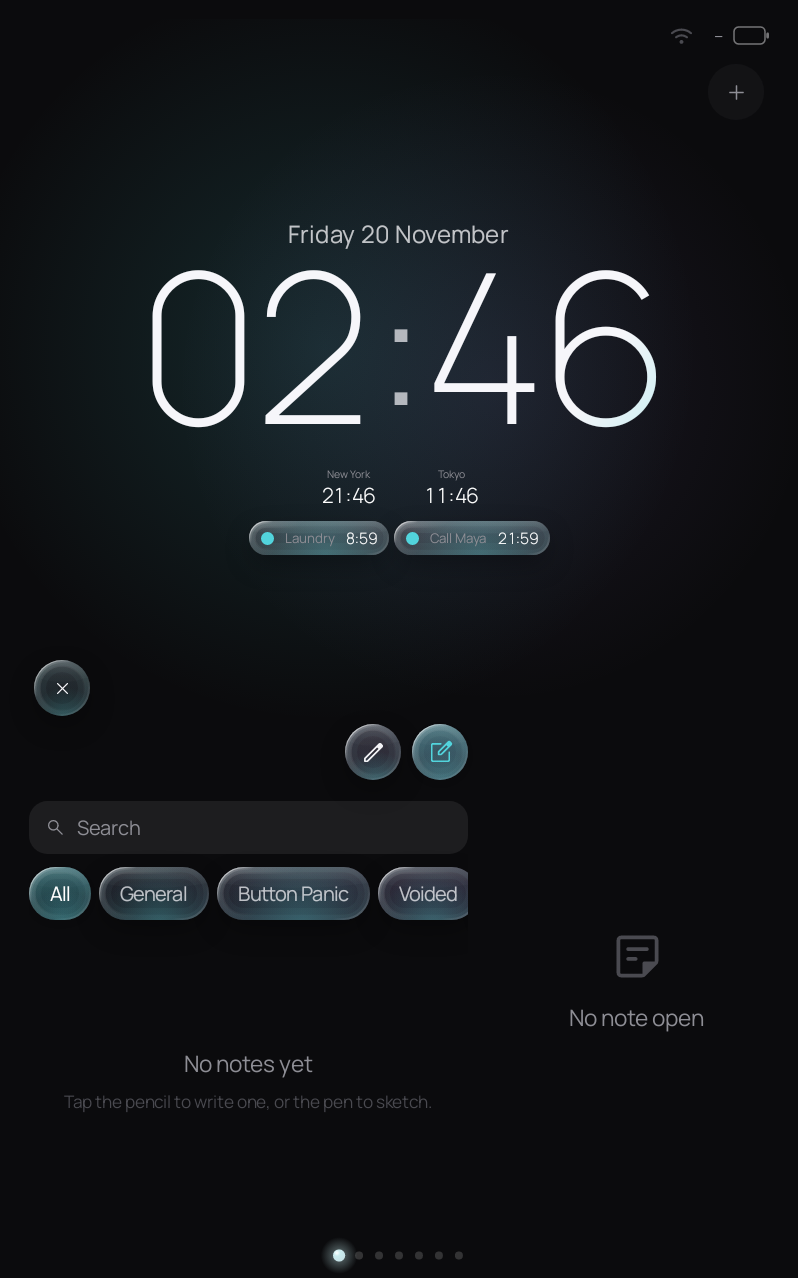 –
Friday 20 November
02:46
New York Tokyo
21:46 11:46
Laundry 8:59 Call Maya 21:59
Search
All General Button Panic Voided
No note open
No notes yet
Tap the pencil to write one, or the pen to sketch.